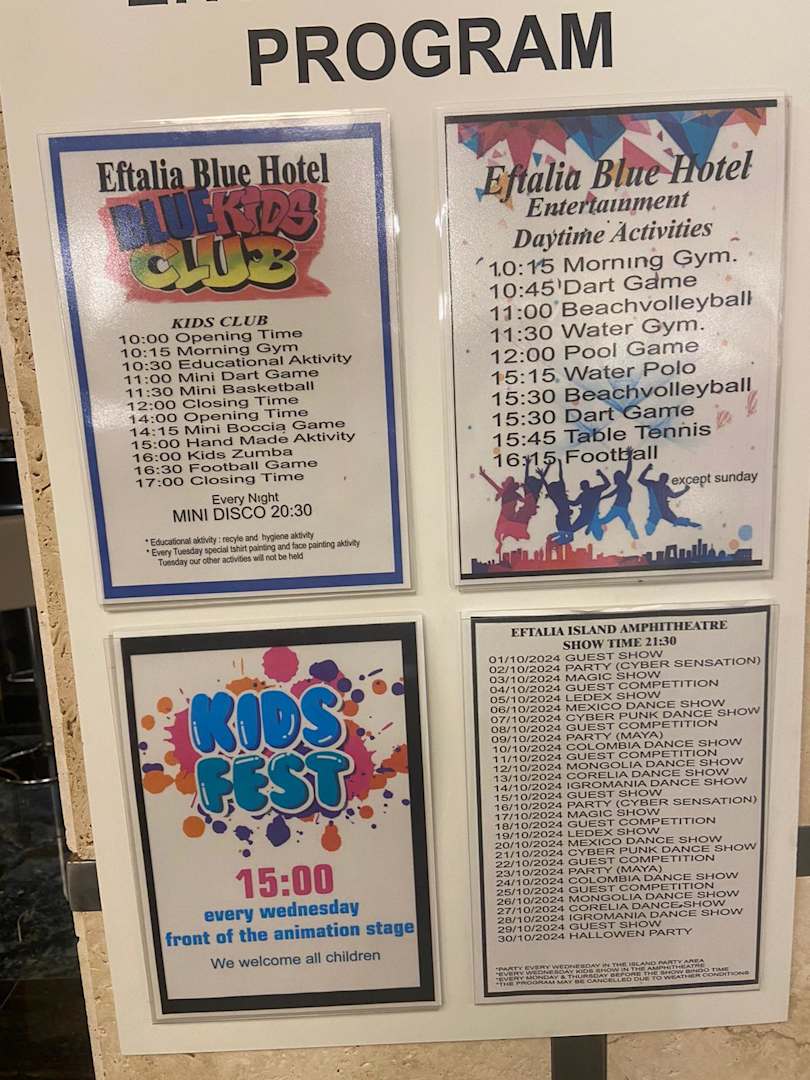 PROGRAM
Eftalia Blue Hotel
BLUE KIDS
CLUB
KIDS CLUB
10:00 Opening Time
10:15 Morning Gym
10:30 Educational Aktivity
11:00 Mini Dart Game
11:30 Mini Basketball
12:00 Closing Time
14:00 Opening Time
14:15 Mini Boccia Game
15:00 Hand Made Aktivity
16:00 Kids Zumba
16:30 Football Game
17:00 Closing Time
Every Night
MINI DISCO 20:30
* Educational aktivity : recyle and hygiene aktivity
* Every Tuesday special tshirt painting and face painting aktivity
Tuesday our other activities will not be held
Eftalia Blue Hotel
Entertainment
Daytime Activities
10:15 Morning Gym.
10:45 Dart Game
11:00 Beachvolleyball
11:30 Water Gym.
12:00 Pool Game
15:15 Water Polo
15:30 Beachvolleyball
15:30 Dart Game
15:45 Table Tennis
16:15 Football
except sunday
KIDS
FEST
15:00
every wednesday
front of the animation stage
We welcome all children
EFTALIA ISLAND AMPHITHEATRE
SHOW TIME 21:30
01/10/2024 GUEST SHOW
02/10/2024 PARTY (CYBER SENSATION)
03/10/2024 MAGIC SHOW
04/10/2024 GUEST COMPETITION
05/10/2024 LEDEX SHOW
06/10/2024 MEXICO DANCE SHOW
07/10/2024 CYBER PUNK DANCE SHOW
08/10/2024 GUEST COMPETITION
09/10/2024 PARTY (MAYA)
10/10/2024 COLOMBIA DANCE SHOW
11/10/2024 GUEST COMPETITION
12/10/2024 MONGOLIA DANCE SHOW
13/10/2024 CORELIA DANCE SHOW
14/10/2024 IGROMANIA DANCE SHOW
15/10/2024 GUEST SHOW
16/10/2024 PARTY (CYBER SENSATION)
17/10/2024 MAGIC SHOW
18/10/2024 GUEST COMPETITION
19/10/2024 LEDEX SHOW
20/10/2024 MEXICO DANCE SHOW
21/10/2024 CYBER PUNK DANCE SHOW
22/10/2024 GUEST COMPETITION
23/10/2024 PARTY (MAYA)
24/10/2024 COLOMBIA DANCE SHOW
25/10/2024 GUEST COMPETITION
26/10/2024 MONGOLIA DANCE SHOW
27/10/2024 CORELIA DANCE SHOW
28/10/2024 IGROMANIA DANCE SHOW
29/10/2024 GUEST SHOW
30/10/2024 HALLOWEN PARTY
*PARTY EVERY WEDNESDAY IN THE ISLAND PARTY AREA
*EVERY WEDNESDAY KIDS SHOW IN THE AMPHITHEATRE
*EVERY MONDAY & THURSDAY BEFORE THE SHOW BINGO TIME
*THE PROGRAM MAY BE CANCELLED DUE TO WEATHER CONDITIONS